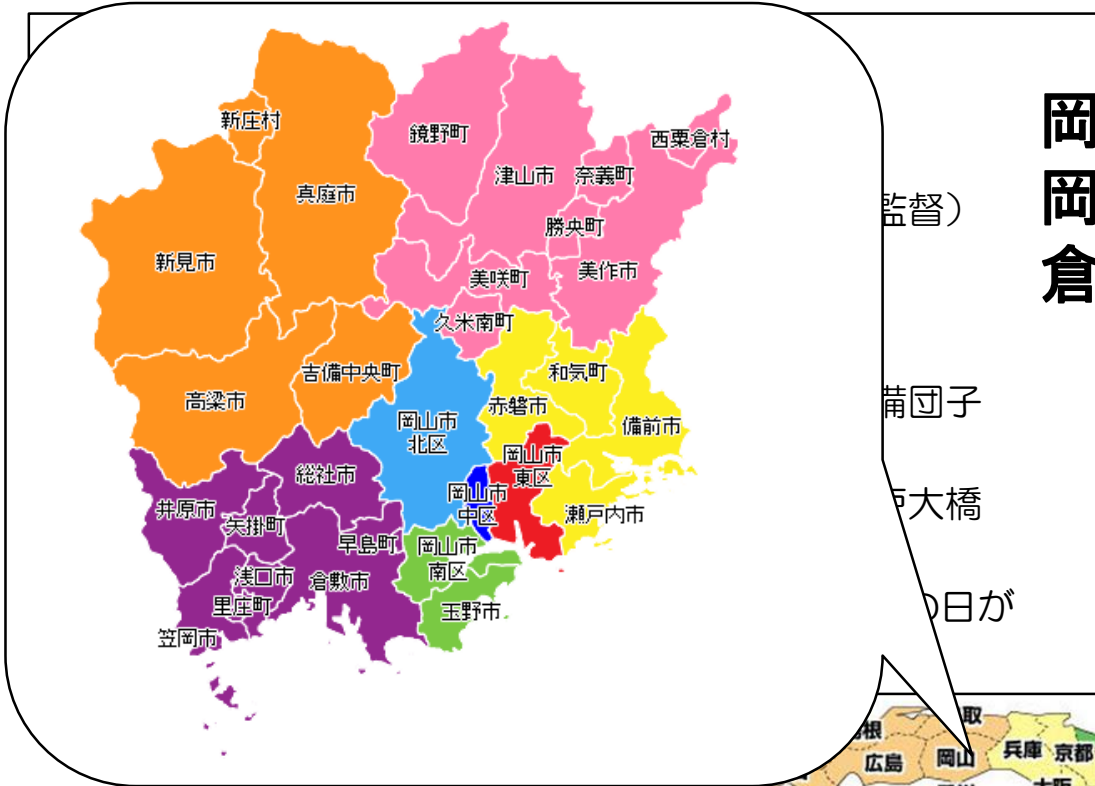 新庄村
鏡野町
西粟倉村
津山市
奈義町
真庭市
勝央町
新見市
美咲町
美作市
久米南町
吉備中央町
和気町
高梁市
赤磐市
岡山市
北区
備前市
岡山市
東区
総社市
岡山市
中区
井原市
矢掛町
瀬戸内市
早島町
岡山市
南区
浅口市
倉敷市
里庄町
玉野市
笠岡市
岡
岡
倉
監督)
備団子
戸大橋
の日が
根
取
広島
岡山
兵庫
京都
大阪